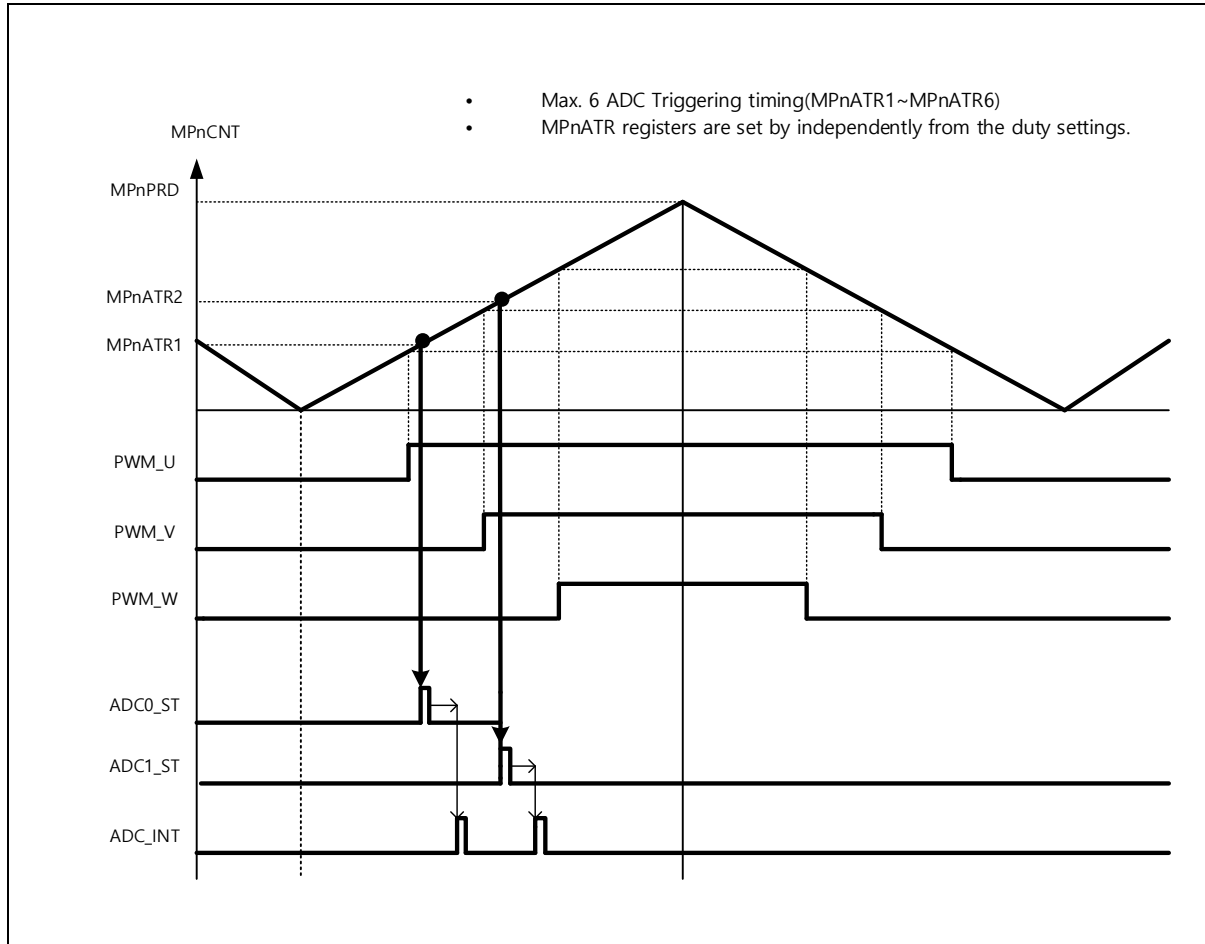 • Max. 6 ADC Triggering timing(MPnATR1~MPnATR6)
• MPnATR registers are set by independently from the duty settings.
MPnCNT
MPnPRD
MPnATR2
MPnATR1
PWM_U
PWM_V
PWM_W
ADC0_ST
ADC1_ST
ADC_INT